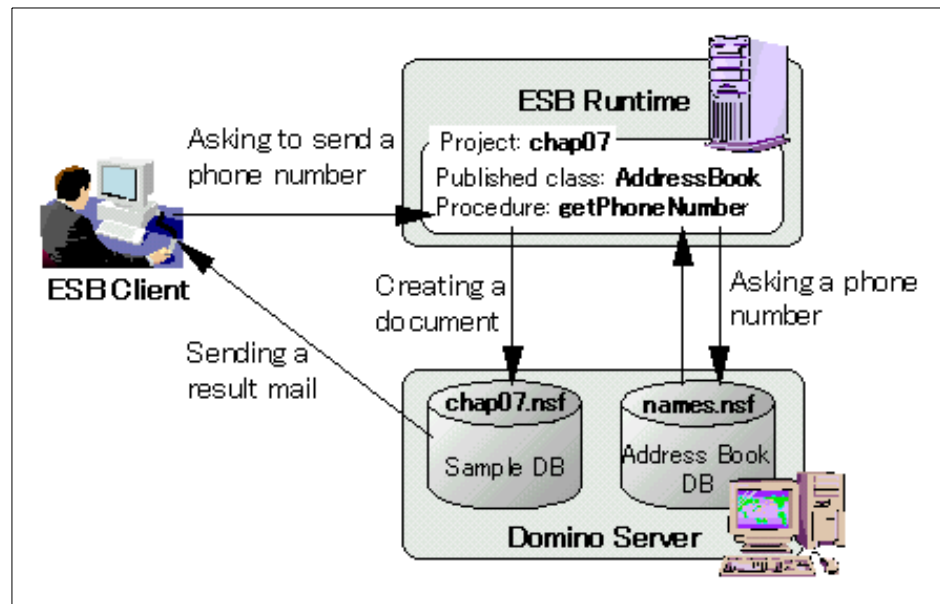 ESB Runtime
Project: chap07
Published class: AddressBook
Procedure: getPhoneNumber
Asking to send a
phone number
ESB Client
Creating a
document
Asking a phone
number
Sending a
result mail
chap07.nsf
Sample DB
names.nsf
Address Book
DB
Domino Server